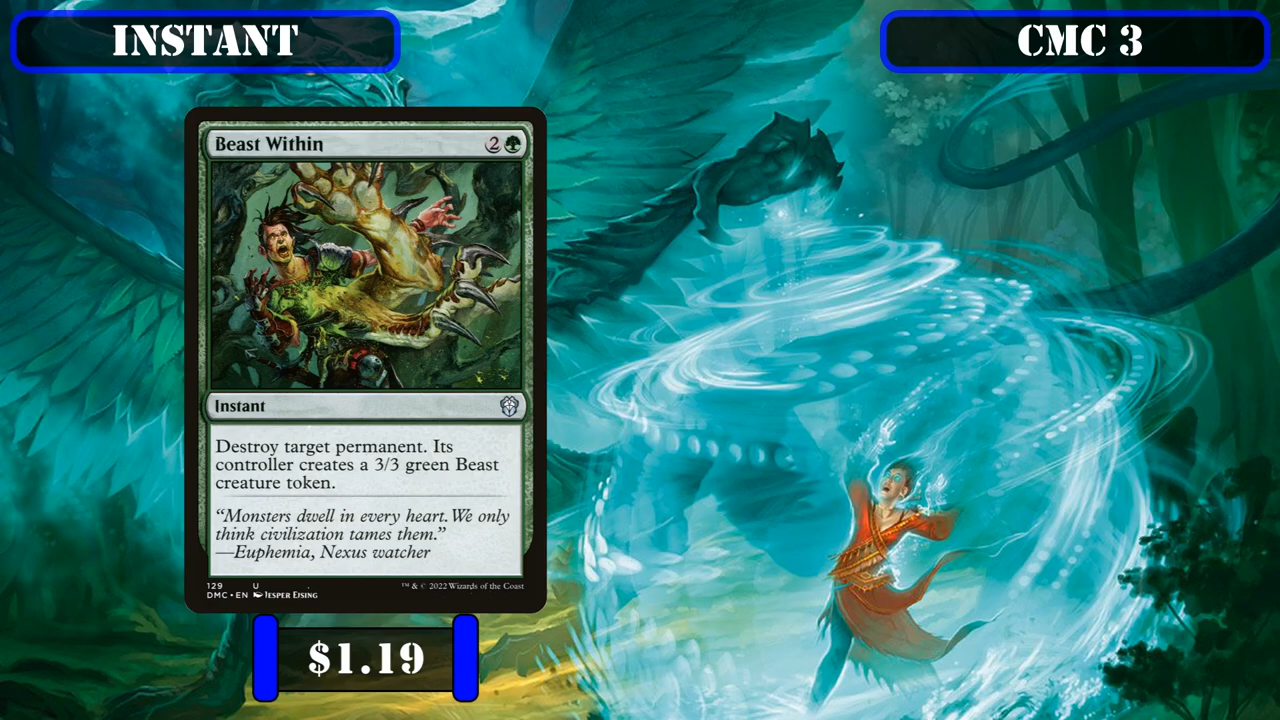 INSTANT
CMC 3
Beast Within
2
Instant
Destroy target permanent. Its
controller creates a 3/3 green Beast
creature token.
“Monsters dwell in every heart. We only
think civilization tames them.”
—Euphemia, Nexus watcher
129 U
™ & © 2022 Wizards of the Coast
DMC • EN JESPER EJSING
$1.19